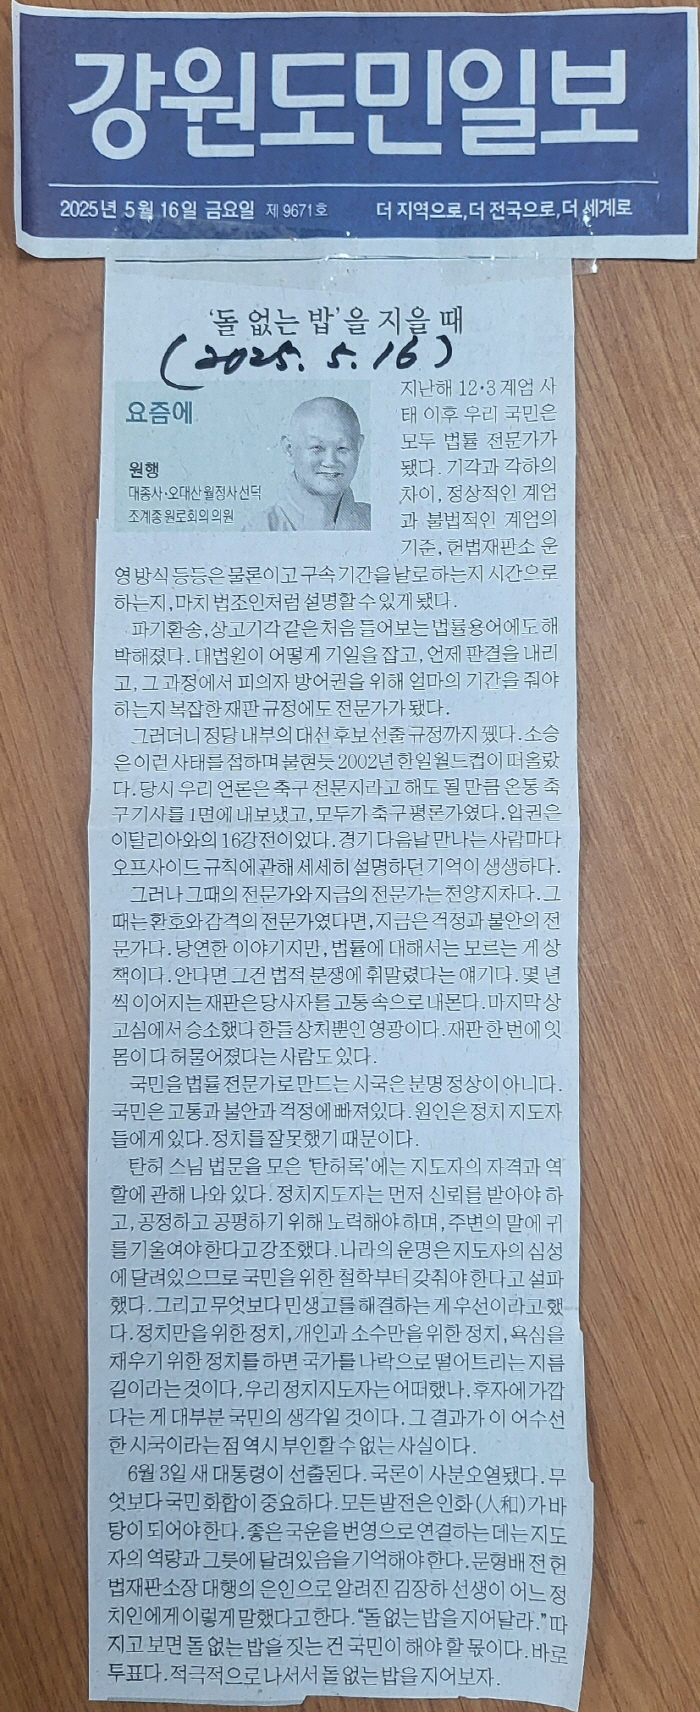 강원도민일보
2025년 5월 16일 금요일 제 9671호 더 지역으로, 더 전국으로, 더 세계로
‘돌 없는 밥’을 지을 때
(2025. 5. 16)
요즘에
원행
대종사·오대산 월정사 선덕
조계종 원로회의 의원
지난해 12·3 계엄 사
태 이후 우리 국민은
모두 법률 전문가가
됐다. 기각과 각하의
차이, 정상적인 계엄
과 불법적인 계엄의
기준, 헌법재판소 운
영 방식 등등은 물론이고 구속 기간을 날로 하는지 시간으로
하는지, 마치 법조인처럼 설명할 수 있게 됐다.
파기환송, 상고기각 같은 처음 들어보는 법률용어에도 해
박해졌다. 대법원이 어떻게 기일을 잡고, 언제 판결을 내리
고, 그 과정에서 피의자 방어권을 위해 얼마의 기간을 줘야
하는지 복잡한 재판 규정에도 전문가가 됐다.
그러더니 정당 내부의 대선 후보 선출 규정까지 꿰었다. 소승
은 이런 사태를 접하며 불현듯 2002년 한일월드컵이 떠올랐
다. 당시 우리 언론은 축구 전문지라고 해도 될 만큼 온통 축
구 기사를 1면에 내보냈고, 모두가 축구 평론가였다. 압권은
이탈리아와의 16강전이었다. 경기 다음날 만나는 사람마다
오프사이드 규칙에 관해 세세히 설명하던 기억이 생생하다.
그러나 그때의 전문가와 지금의 전문가는 천양지차다. 그
때는 환호와 감격의 전문가였다면, 지금은 걱정과 불안의 전
문가다. 당연한 이야기지만, 법률에 대해서는 모르는 게 상
책이다. 안다면 그건 법적 분쟁에 휘말렸다는 얘기다. 몇 년
씩 이어지는 재판은 당사자를 고통 속으로 내몬다. 마지막 상
고심에서 승소했다 한들 상처뿐인 영광이다. 재판 한 번에 잇
몸이 다 허물어졌다는 사람도 있다.
국민을 법률 전문가로 만드는 시국은 분명 정상이 아니다.
국민은 고통과 불안과 걱정에 빠져있다. 원인은 정치 지도자
들에게 있다. 정치를 잘못했기 때문이다.
탄허 스님 법문을 모은 ‘탄허록’에는 지도자의 자격과 역
할에 관해 나와 있다. 정치지도자는 먼저 신뢰를 받아야 하
고, 공정하고 공평하기 위해 노력해야 하며, 주변의 말에 귀
를 기울여야 한다고 강조했다. 나라의 운명은 지도자의 심성
에 달려있으므로 국민을 위한 철학부터 갖춰야 한다고 설파
했다. 그리고 무엇보다 민생고를 해결하는 게 우선이라고 했
다. 정치만을 위한 정치, 개인과 소수만을 위한 정치, 욕심을
채우기 위한 정치를 하면 국가를 나락으로 떨어트리는 지름
길이라는 것이다. 우리 정치지도자는 어떠했나. 후자에 가깝
다는 게 대부분 국민의 생각일 것이다. 그 결과가 이 어수선
한 시국이라는 점 역시 부인할 수 없는 사실이다.
6월 3일 새 대통령이 선출된다. 국론이 사분오열됐다. 무
엇보다 국민 화합이 중요하다. 모든 발전은 인화(人和)가 바
탕이 되어야 한다. 좋은 국운을 번영으로 연결하는 데는 지도
자의 역량과 그릇에 달려있음을 기억해야 한다. 문형배 전 헌
법재판소장 대행의 은인으로 알려진 김장하 선생이 어느 정
치인에게 이렇게 말했다고 한다. “돌 없는 밥을 지어달라.” 따
지고 보면 돌 없는 밥을 짓는 건 국민이 해야 할 몫이다. 바로
투표다. 적극적으로 나서서 돌 없는 밥을 지어보자.